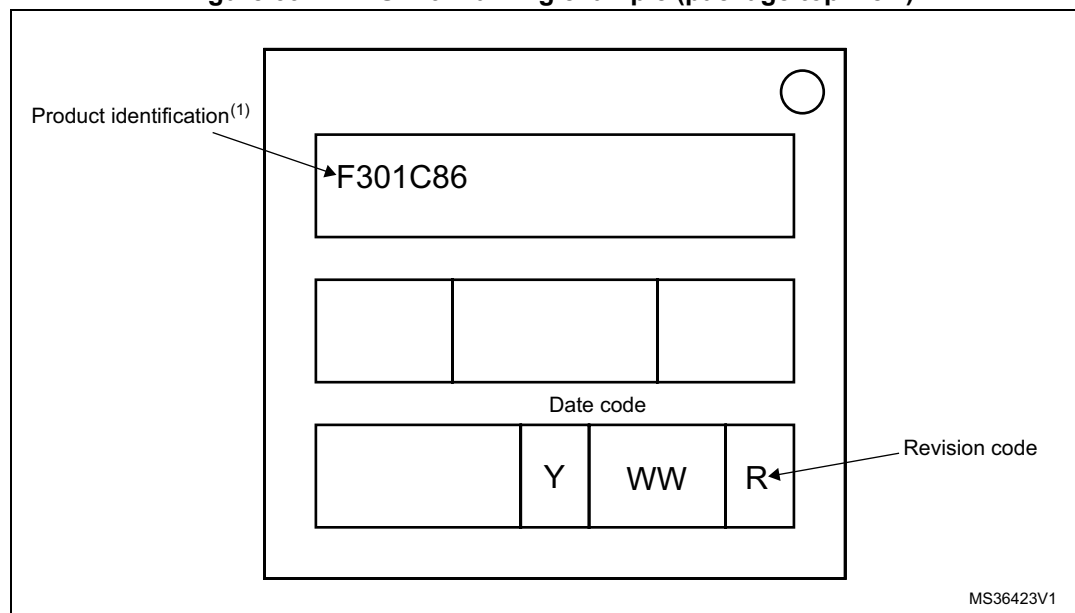 Product identification(1)
F301C86
Date code
Y WW R
Revision code
MS36423V1